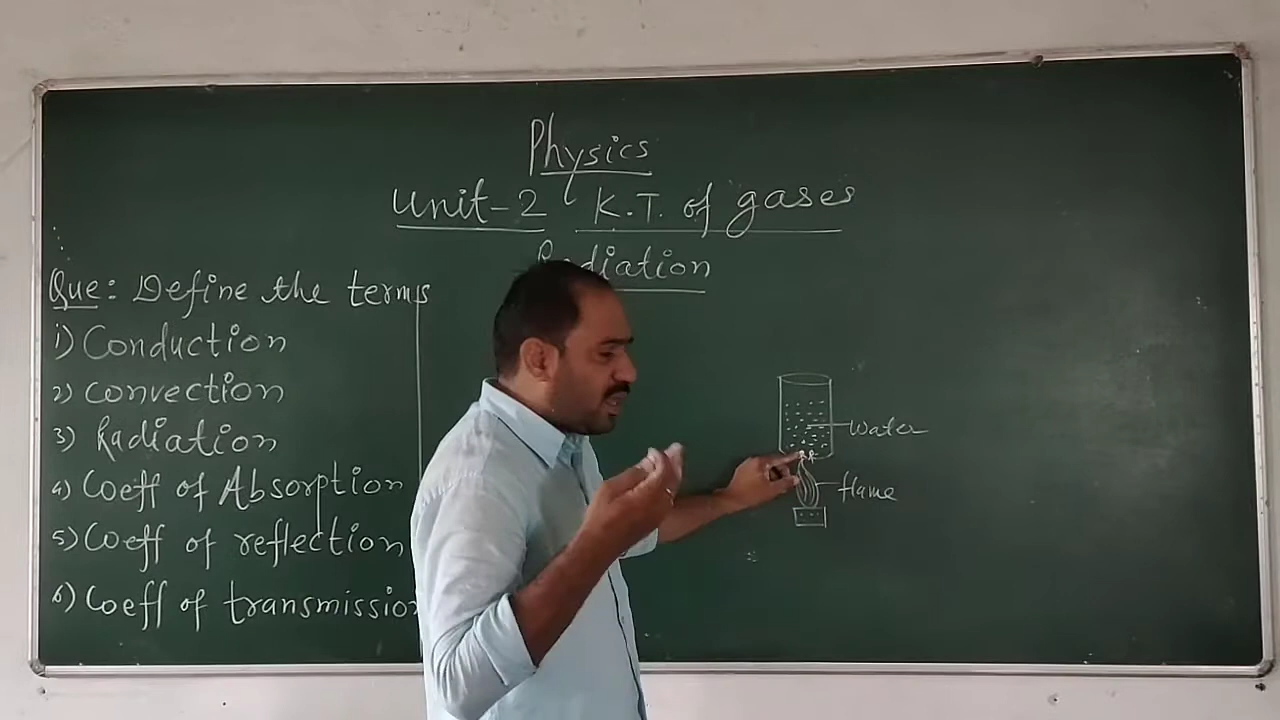 Physics
Unit-2 K.T. of gases
Radiation
Que: Define the terms
1) Conduction
2) Convection
3) Radiation
4) Coeff of Absorption
5) Coeff of reflection
6) Coeff of transmission
Water
flame